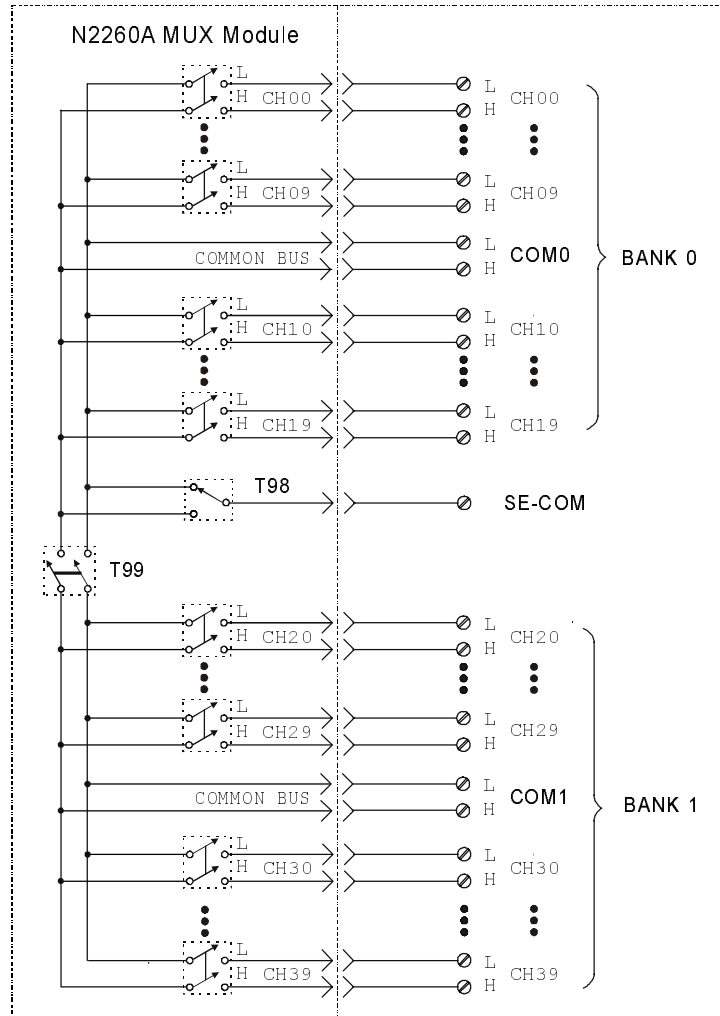 N2260A MUX Module
L
H CH00
L
H
CH00
L
H CH09
L
H
CH09
COMMON BUS
L
H
COM0
BANK 0
L
H CH10
L
H
CH10
L
H CH19
L
H
CH19
T98
SE-COM
T99
L
H CH20
L
H
CH20
L
H CH29
L
H
CH29
COMMON BUS
L
H
COM1
BANK 1
L
H CH30
L
H
CH30
L
H CH39
L
H
CH39